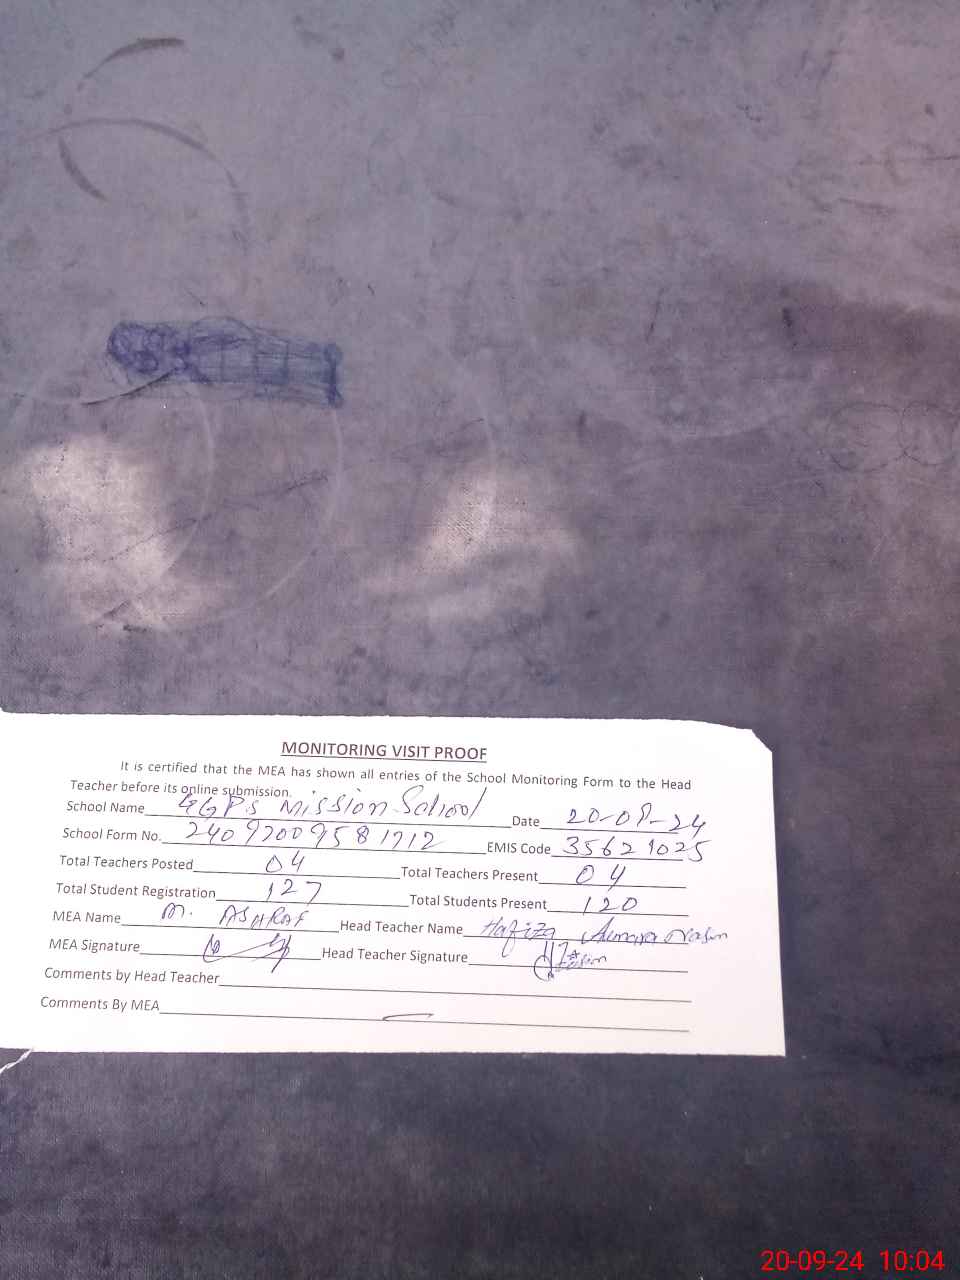 MONITORING VISIT PROOF
It is certified that the MEA has shown all entries of the School Monitoring Form to the Head
Teacher before its online submission.
School Name GGPS Mission School Date 20-09-24
School Form No. 24092009581712 EMIS Code 35621025
Total Teachers Posted 04 Total Teachers Present 04
Total Student Registration 127 Total Students Present 120
MEA Name M. ASHRAF Head Teacher Name Hafiza
MEA Signature Head Teacher Signature
Comments by Head Teacher
Comments By MEA
20-09-24 10:04